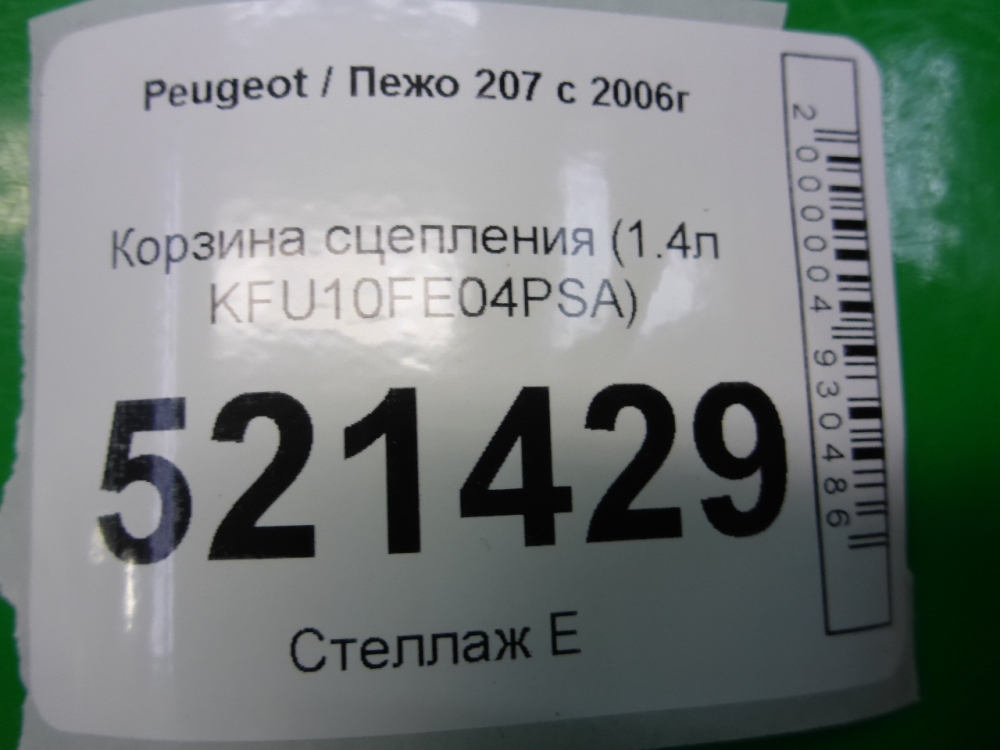 Peugeot / Пежо 207 с 2006г
Корзина сцепления (1.4л
KFU10FE04PSA)
521429
Стеллаж Е
2000004930486